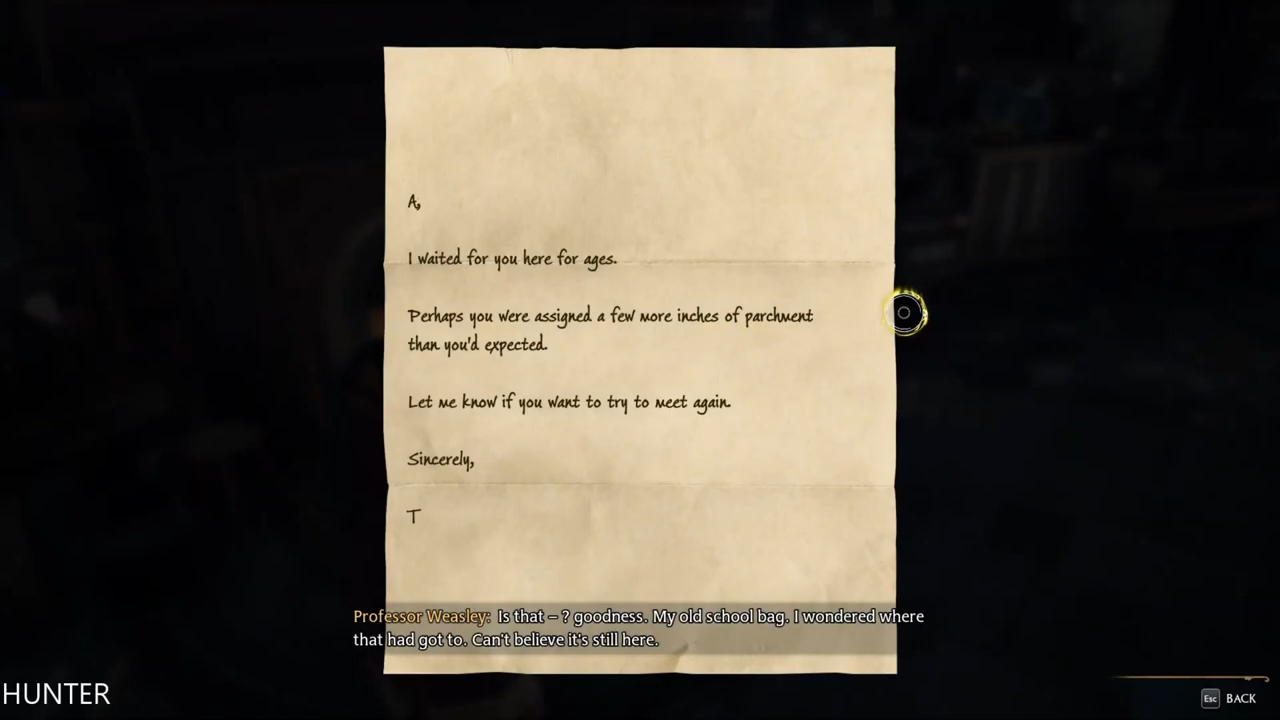 A,
I waited for you here for ages.
Perhaps you were assigned a few more inches of parchment
than you'd expected.
Let me know if you want to try to meet again.
Sincerely,
T
Professor Weasley: Is that – ? goodness. My old school bag. I wondered where
that had got to. Can't believe it's still here.
HUNTER
Esc BACK